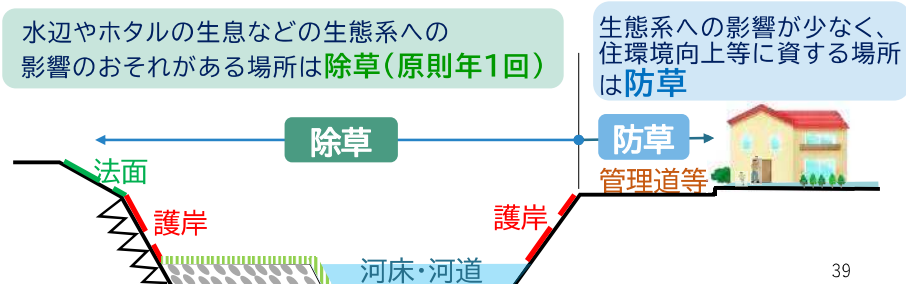 水辺やホタルの生息などの生態系への
影響のおそれがある場所は除草(原則年1回)
生態系への影響が少なく、
住環境向上等に資する場所
は防草
除草
防草
法面
管理道等
護岸
護岸
河床・河道
39